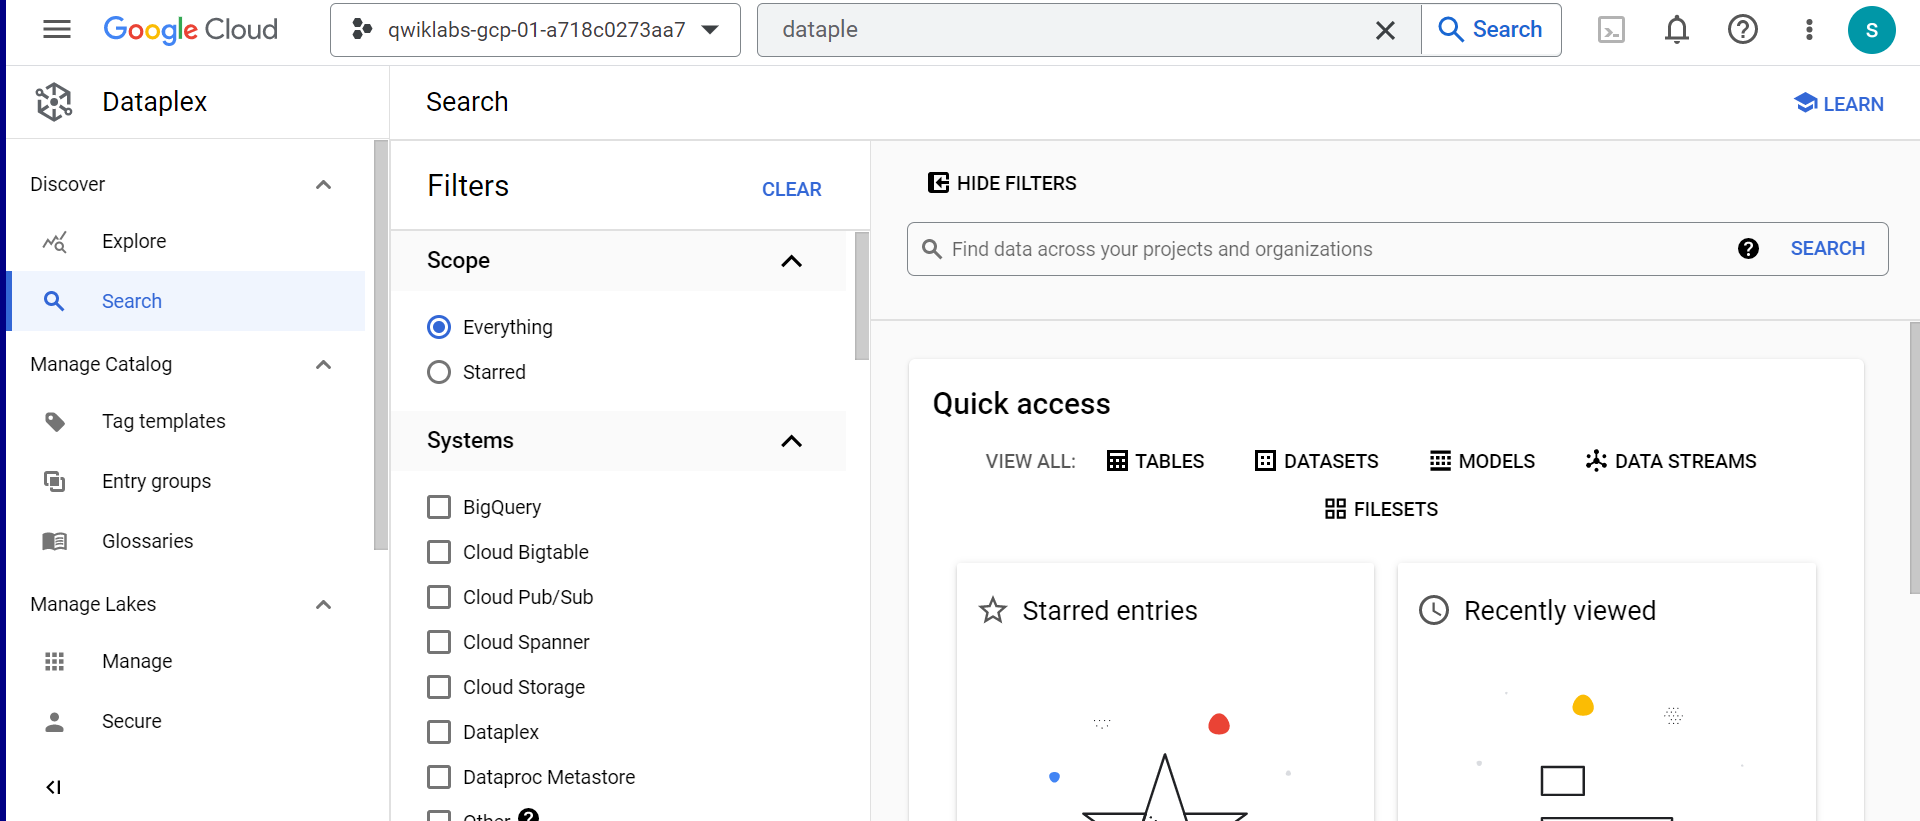 Google Cloud
qwiklabs-gcp-01-a718c0273aa7
dataple
Search
S
Dataplex
Search
LEARN
Discover
Explore
Search
Manage Catalog
Tag templates
Entry groups
Glossaries
Manage Lakes
Manage
Secure
Filters
CLEAR
Scope
Everything
Starred
Systems
BigQuery
Cloud Bigtable
Cloud Pub/Sub
Cloud Spanner
Cloud Storage
Dataplex
Dataproc Metastore
Other
HIDE FILTERS
Find data across your projects and organizations
SEARCH
Quick access
VIEW ALL: TABLES DATASETS MODELS DATA STREAMS
FILESETS
Starred entries
Recently viewed